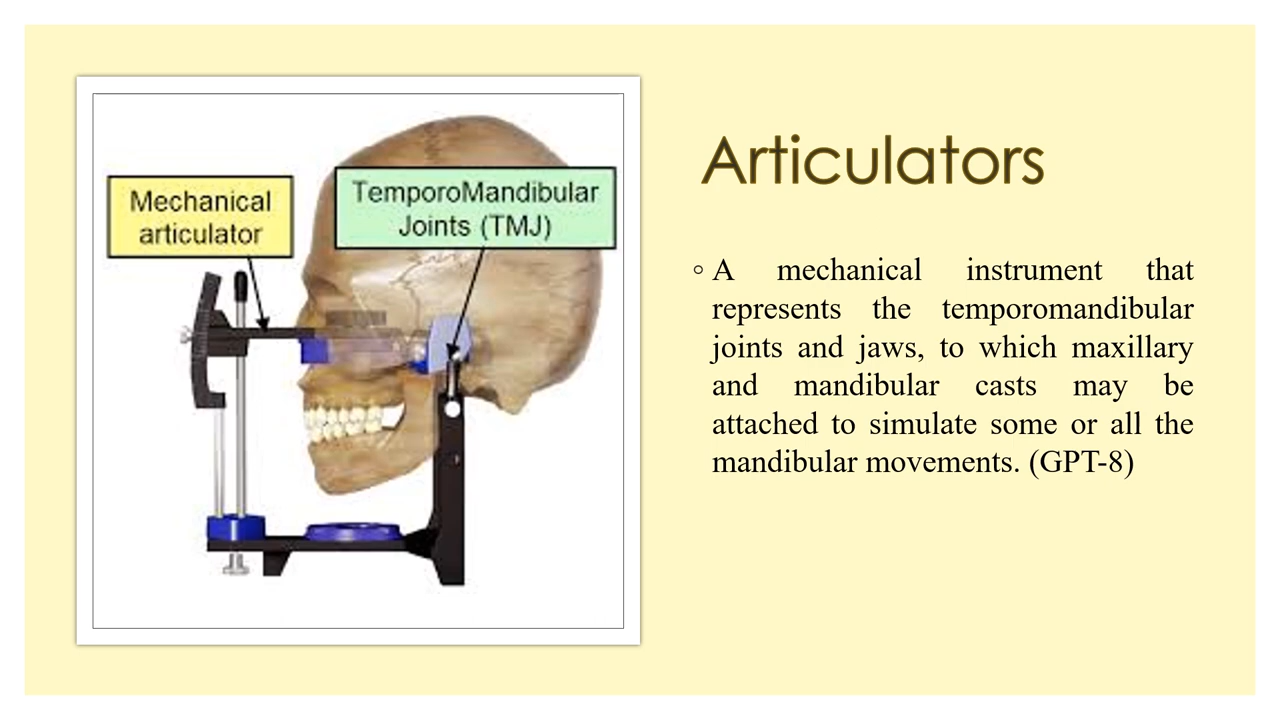 Mechanical
articulator
TemporoMandibular
Joints (TMJ)
Articulators
◦ A mechanical instrument that
represents the temporomandibular
joints and jaws, to which maxillary
and mandibular casts may be
attached to simulate some or all the
mandibular movements. (GPT-8)